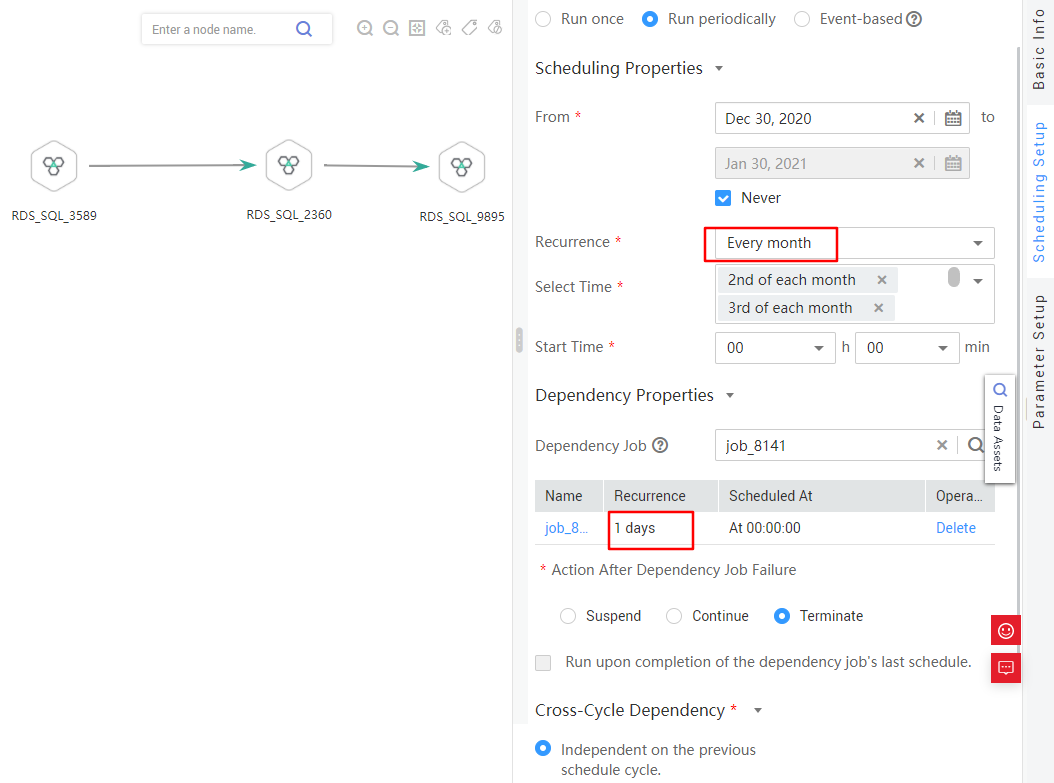 Enter a node name.
RDS_SQL_3589
RDS_SQL_2360
RDS_SQL_9895
Run once
Run periodically
Event-based ?
Scheduling Properties
From *
Dec 30, 2020
to
Jan 30, 2021
Never
Recurrence *
Every month
Select Time *
2nd of each month
3rd of each month
Start Time *
00
h
00
min
Dependency Properties
Dependency Job ?
job_8141
Name
Recurrence
Scheduled At
Opera...
job_8...
1 days
At 00:00:00
Delete
* Action After Dependency Job Failure
Suspend
Continue
Terminate
Run upon completion of the dependency job's last schedule.
Cross-Cycle Dependency *
Independent on the previous
schedule cycle.
Basic Info
Scheduling Setup
Parameter Setup
Data Assets